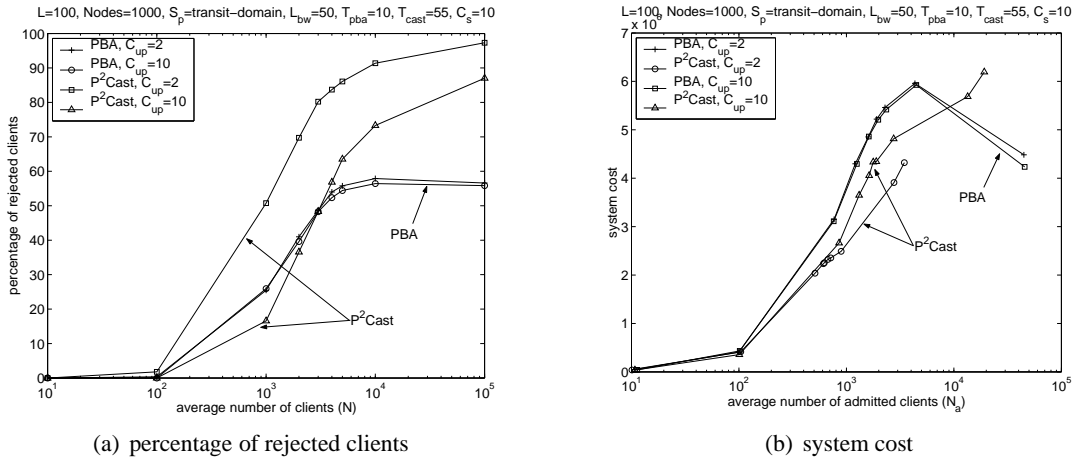 L=100, Nodes=1000, S_p=transit-domain, L_bw=50, T_pba=10, T_cast=55, C_s=10
percentage of rejected clients
100
90
80
70
60
50
40
30
20
10
0
PBA, C_up=2
PBA, C_up=10
P^2Cast, C_up=2
P^2Cast, C_up=10
PBA
P^2Cast
10^1
10^2
10^3
10^4
10^5
average number of clients (N)
(a) percentage of rejected clients
L=100, Nodes=1000, S_p=transit-domain, L_bw=50, T_pba=10, T_cast=55, C_s=10
system cost
7
6
5
4
3
2
1
0
PBA, C_up=2
P^2Cast, C_up=2
PBA, C_up=10
P^2Cast, C_up=10
PBA
P^2Cast
10^1
10^2
10^3
10^4
10^5
average number of admitted clients (N_a)
(b) system cost